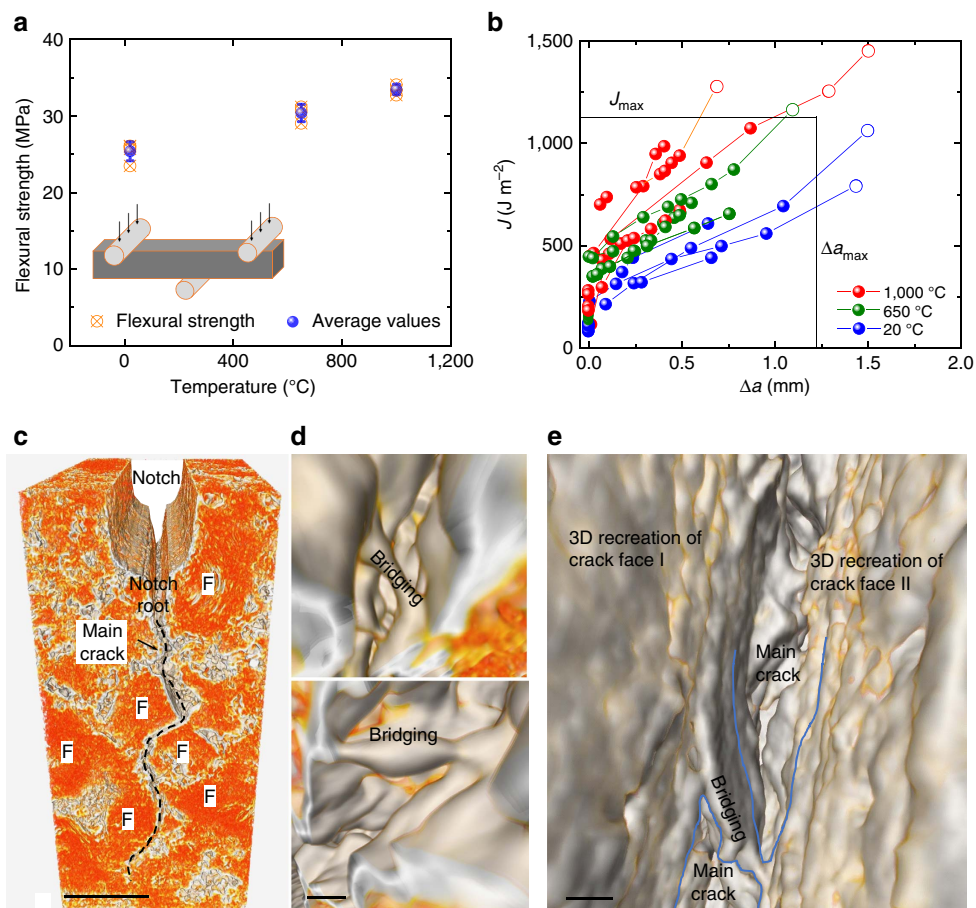 a
40
30
20
10
0
Flexural strength (MPa)
Flexural strength
Average values
0
400
800
1,200
Temperature (°C)
b
1,500
1,000
500
0
J (J m⁻²)
Jmax
Δamax
1,000 °C
650 °C
20 °C
0.0
0.5
1.0
1.5
2.0
Δa (mm)
c
Notch
F
Notch
root
Main
crack
F
F
F
F
F
d
Bridging
Bridging
e
3D recreation of
crack face I
3D recreation of
crack face II
Main
crack
Bridging
Main
crack